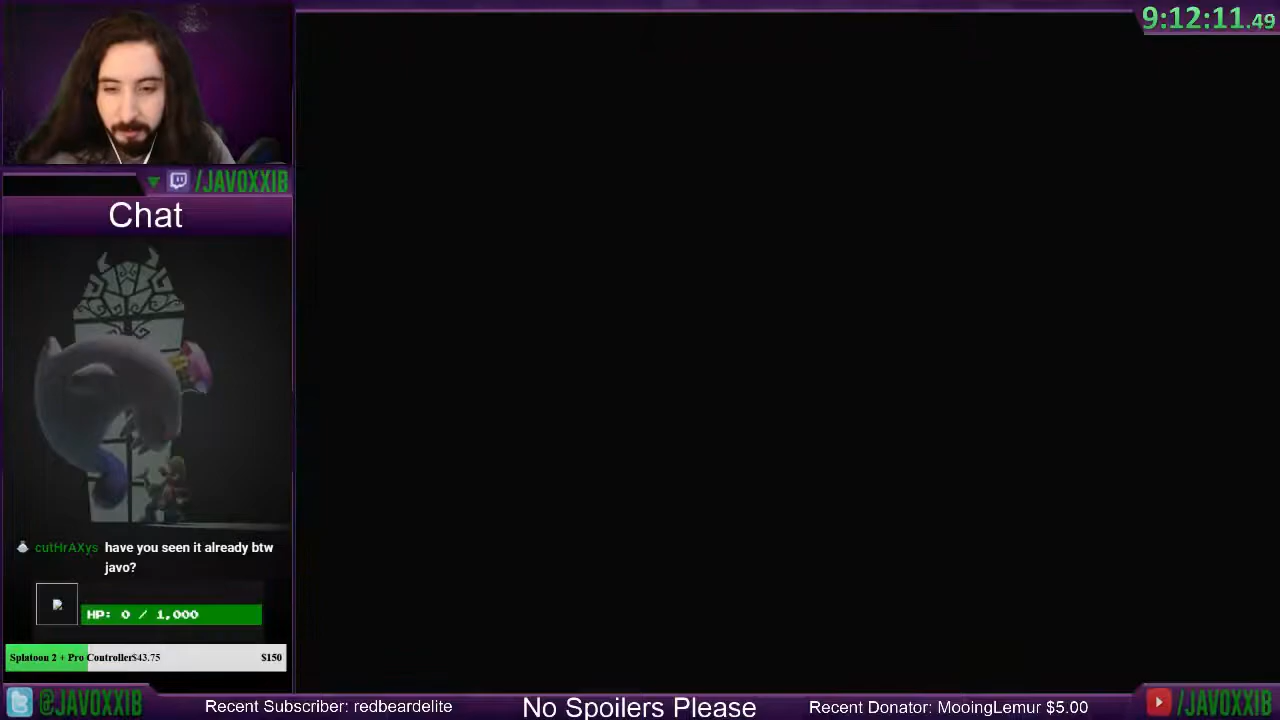 9:12:11.49
/JAVOXXIB
Chat
cutHrAXys have you seen it already btw
javo?
HP: 0 / 1,000
Splatoon 2 + Pro Controller$43.75 $150
@JAVOXXIB Recent Subscriber: redbeardelite No Spoilers Please Recent Donator: MooingLemur $5.00 /JAVOXXIB